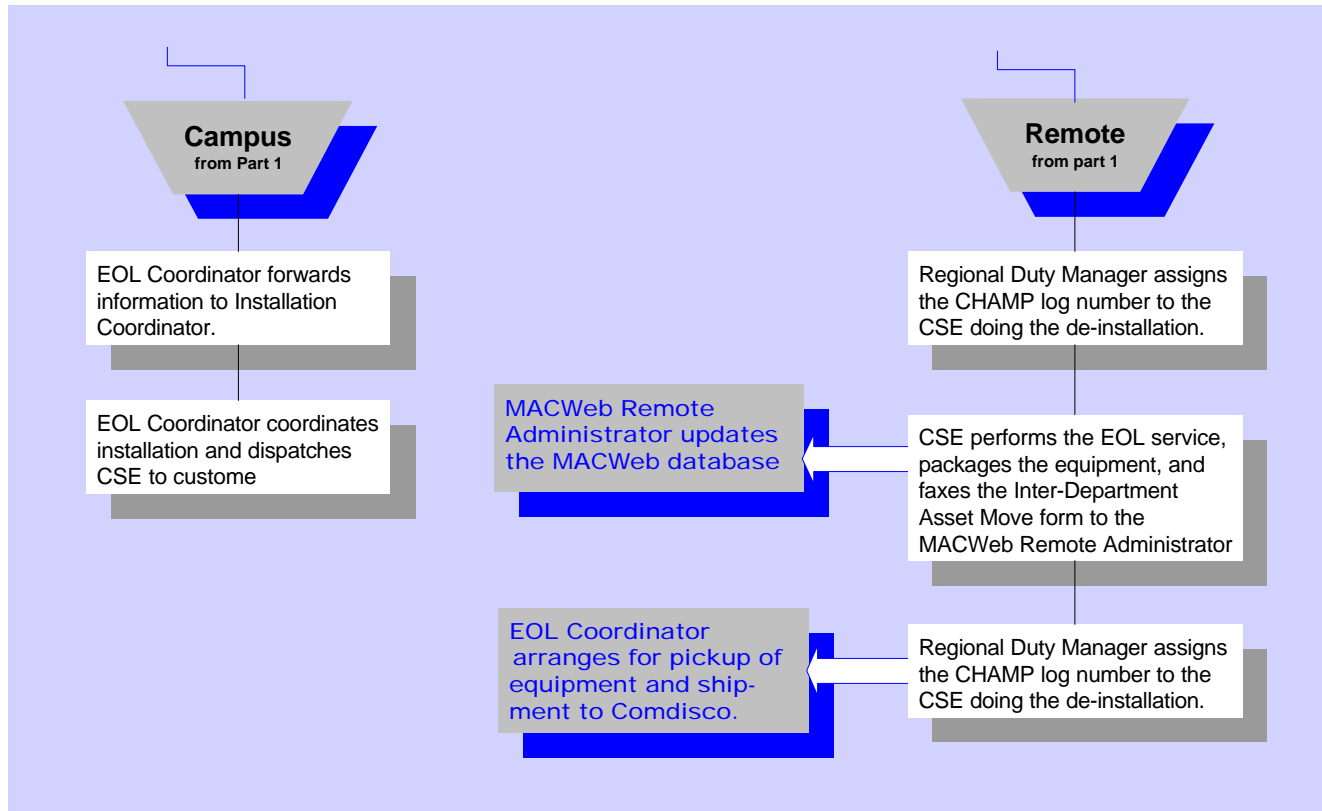 Campus
from Part 1
EOL Coordinator forwards
information to Installation
Coordinator.
EOL Coordinator coordinates
installation and dispatches
CSE to custome
Remote
from part 1
Regional Duty Manager assigns
the CHAMP log number to the
CSE doing the de-installation.
CSE performs the EOL service,
packages the equipment, and
faxes the Inter-Department
Asset Move form to the
MACWeb Remote Administrator
MACWeb Remote
Administrator updates
the MACWeb database
Regional Duty Manager assigns
the CHAMP log number to the
CSE doing the de-installation.
EOL Coordinator
arranges for pickup of
equipment and ship-
ment to Comdisco.